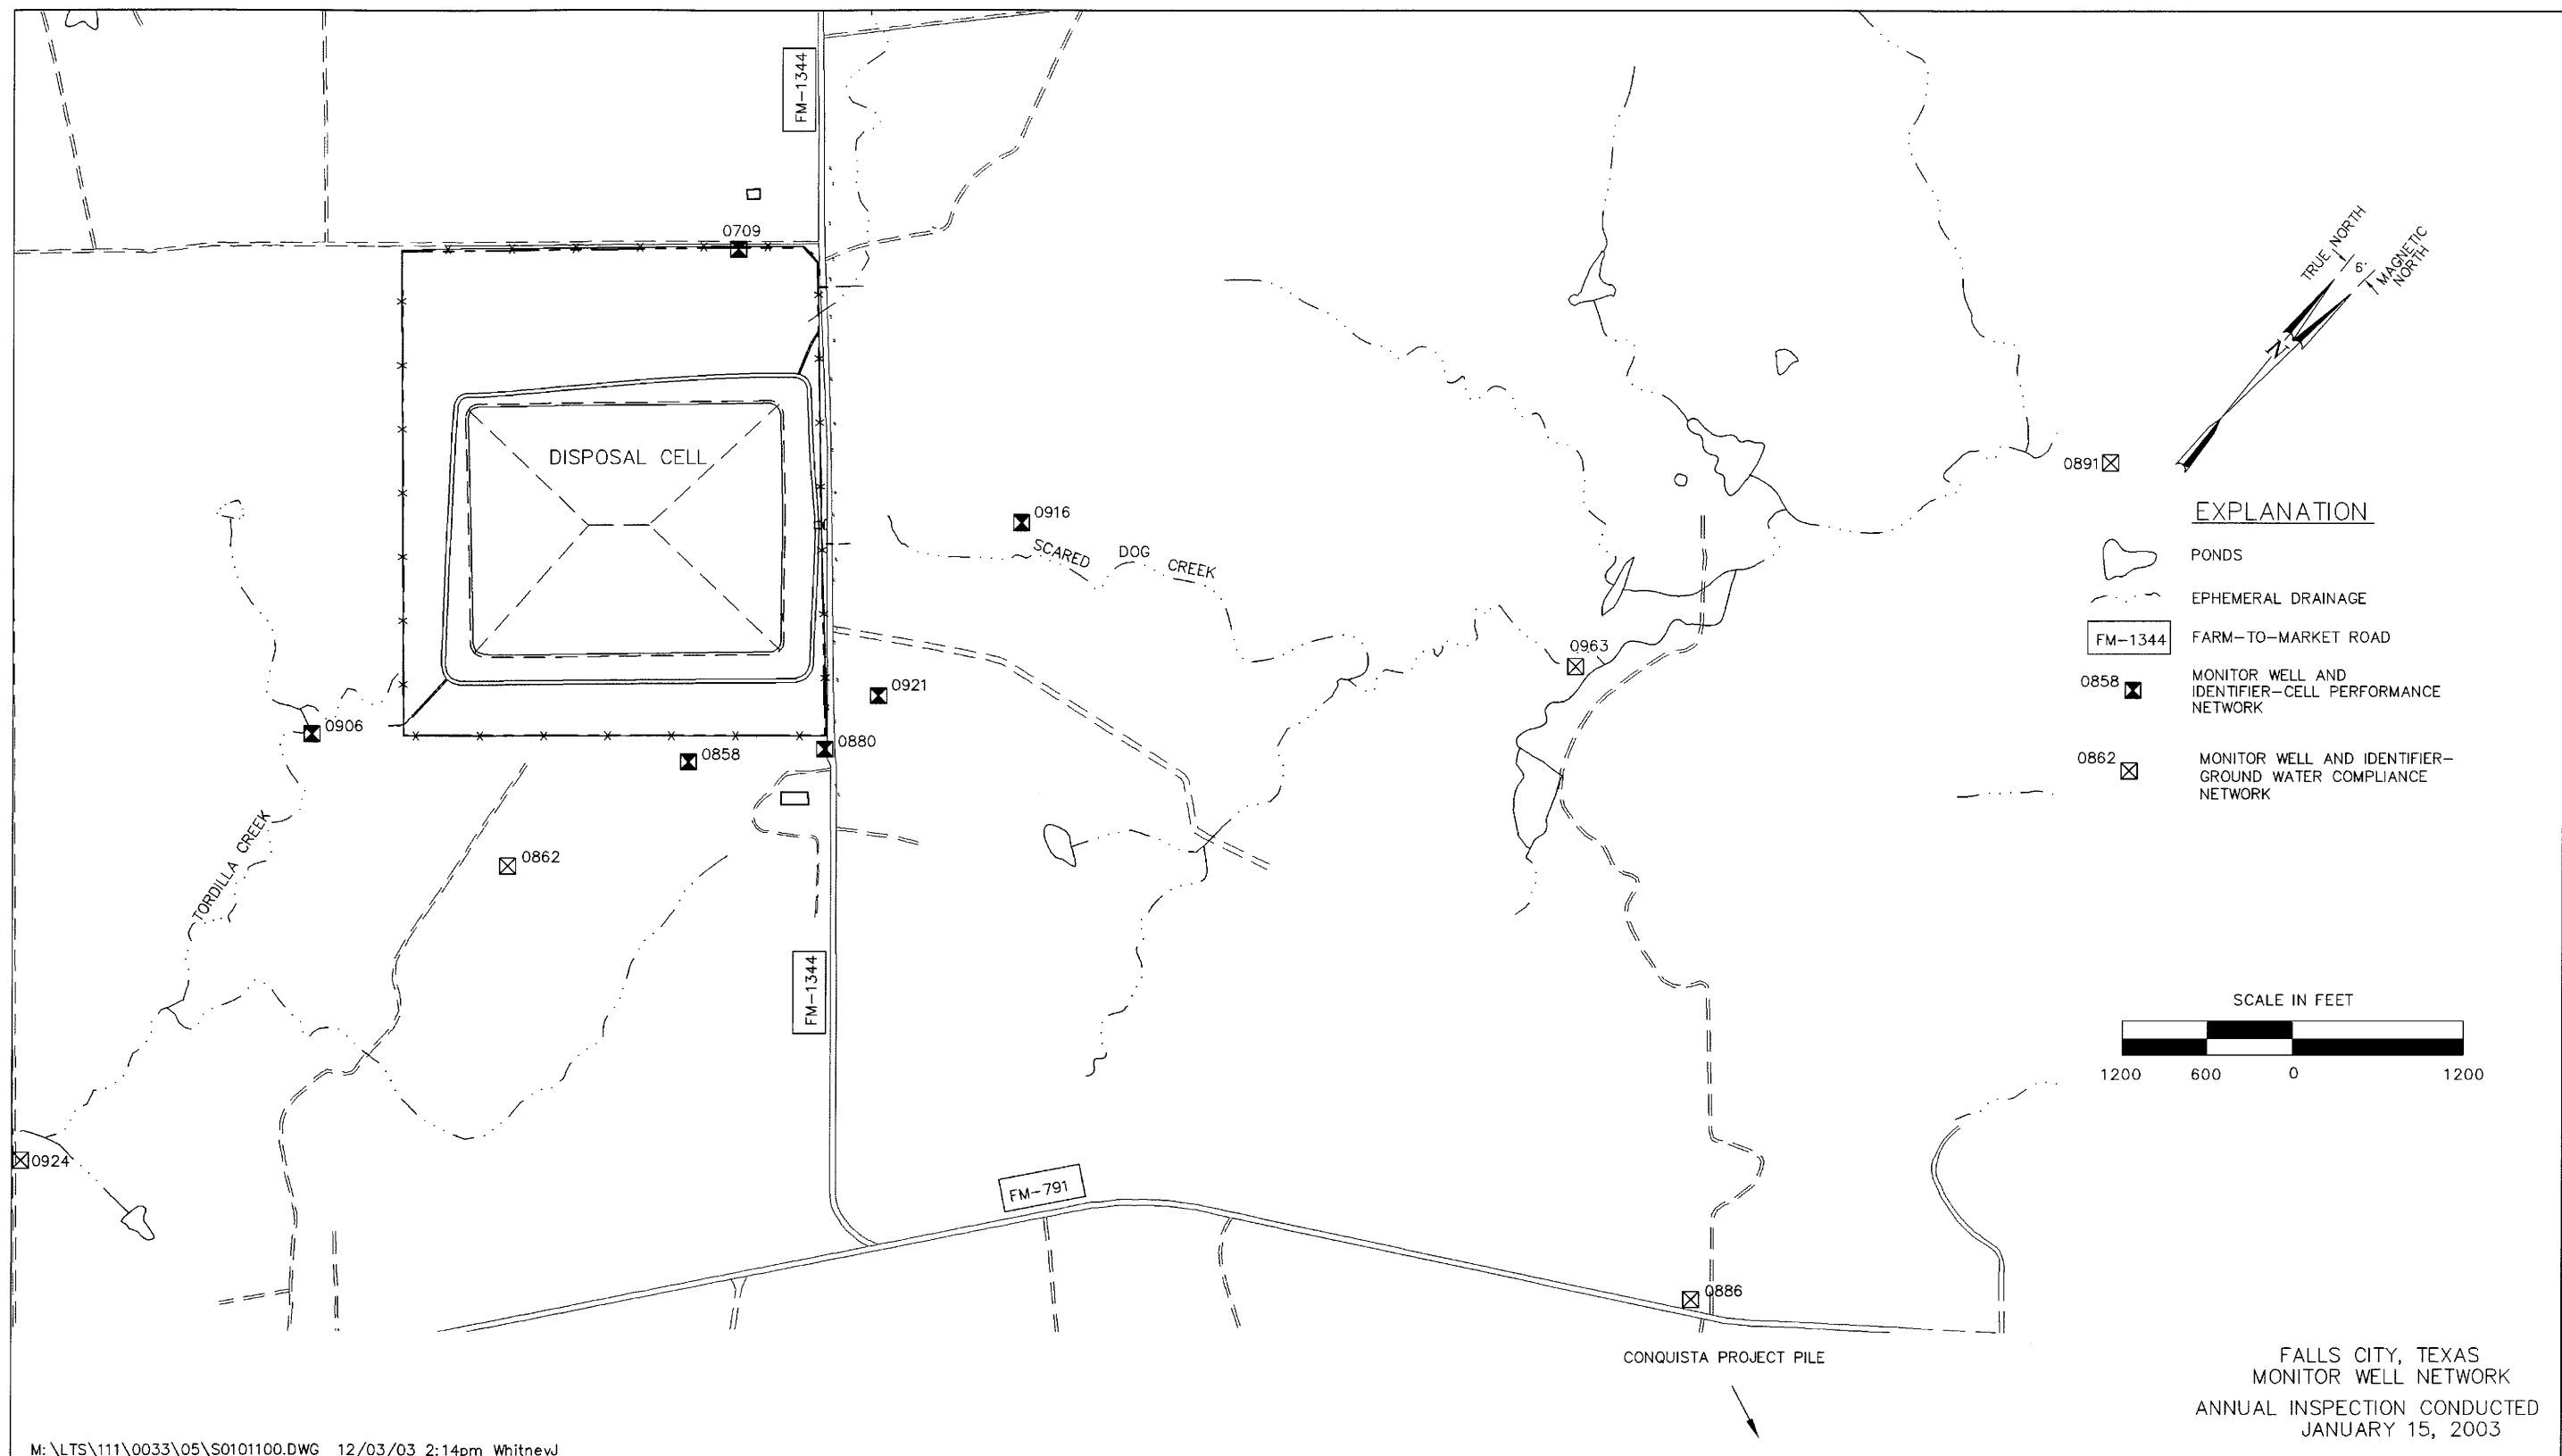 FM-1344
0709
TRUE NORTH
6°
MAGNETIC
NORTH
N
DISPOSAL CELL
0891
0916
EXPLANATION
SCARED DOG CREEK
PONDS
EPHEMERAL DRAINAGE
FM-1344
FARM-TO-MARKET ROAD
0963
0858
MONITOR WELL AND
IDENTIFIER-CELL PERFORMANCE
NETWORK
0921
0906
0880
0858
0862
MONITOR WELL AND IDENTIFIER-
GROUND WATER COMPLIANCE
NETWORK
TORDILLA CREEK
0862
FM-1344
SCALE IN FEET
1200 600 0 1200
0924
FM-791
0886
CONQUISTA PROJECT PILE
FALLS CITY, TEXAS
MONITOR WELL NETWORK
ANNUAL INSPECTION CONDUCTED
JANUARY 15, 2003
M:\LTS\111\0033\05\S0101100.DWG 12/03/03 2:14pm WhitneyJ